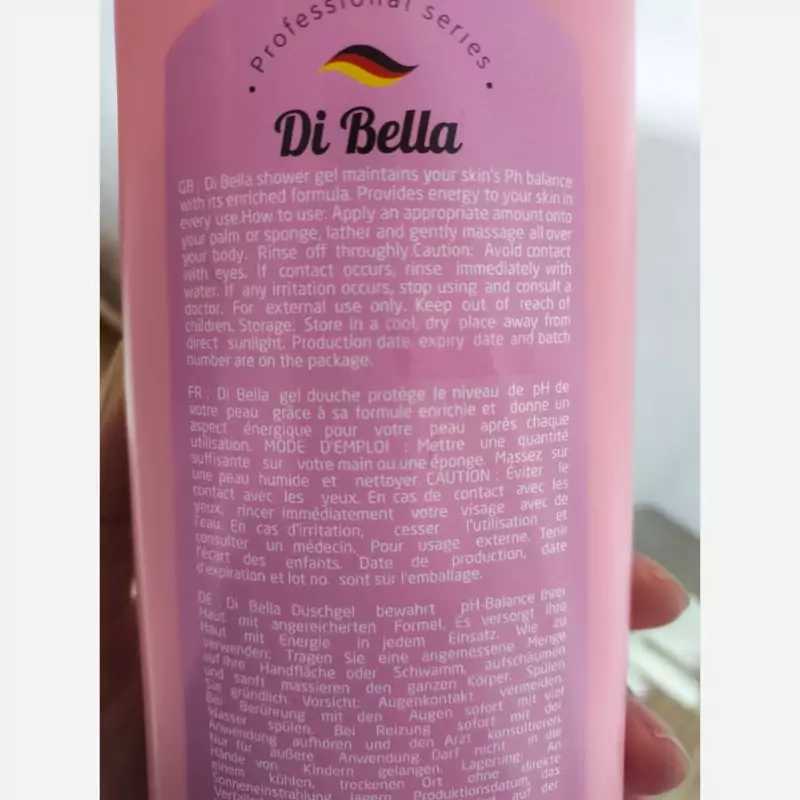 Professional series
Di Bella
GB : Di Bella shower gel maintains your skin's Ph balance
with its enriched formula. Provides energy to your skin in
every use.How to use: Apply an appropriate amount onto
your palm or sponge, lather and gently massage all over
your body. Rinse off throughly.Caution: Avoid contact
with eyes. If contact occurs, rinse immediately with
water. If any irritation occurs, stop using and consult a
doctor. For external use only. Keep out of reach of
children. Storage: Store in a cool, dry place away from
direct sunlight. Production date, expiry date and batch
number are on the package.
FR : Di Bella gel douche protège le niveau de pH de
votre peau grâce à sa formule enrichie et donne un
aspect énergique pour votre peau aprés chaque
utilisation. MODE D'EMPLOI : Mettre une quantité
suffisante sur votre main ou une éponge. Massez sur
une peau humide et nettoyer. CAUTION : Éviter le
contact avec les yeux. En cas de contact avec les
yeux, rincer immédiatement votre visage avec de
l'eau. En cas d'irritation, cesser l'utilisation et
consulter un médecin. Pour usage externe. Tenir
l'écart des enfants. Date de production, date
d'expiration et lot no. sont sur l'emballage.
DE : Di Bella Duschgel bewahrt pH-Balance Ihrer
Haut mit angereicherten Formel. Es versorgt Ihre
Haut mit Energie in jedem Einsatz. Wie zu
verwenden; Tragen Sie eine angemessene Menge
auf Ihre Handfläche oder Schwamm, aufschäumen
und sanft massieren den ganzen Körper. Spülen
Sie gründlich. Vorsicht: Augenkontakt vermeiden.
Bei Berührung mit den Augen sofort mit viel
Wasser spülen. Bei Reizung sofort mit der
Anwendung aufhören und den Arzt konsultieren.
Nur für äußere Anwendung. Darf nicht in die
Hände von Kindern gelangen. Lagerung: An
einem kühlen, trockenen Ort ohne direkte
Sonneneinstrahlung lagern. Produktionsdatum, das
auf der